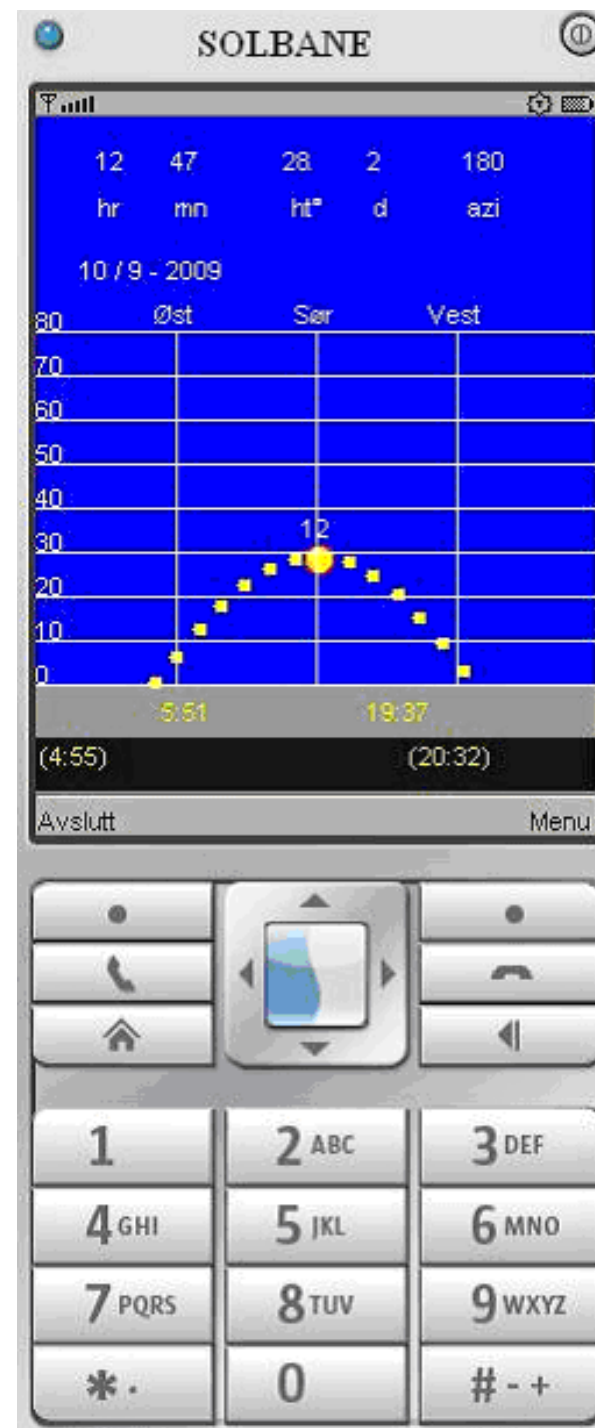 SOLBANE
12 47 28. 2 180
hr mn ht° d azi
10 / 9 - 2009
Øst Sør Vest
80
70
60
50
40
12
30
20
10
0
5:51 19:37
(4:55) (20:32)
Avslutt Menu
1 2 ABC 3 DEF
4 GHI 5 JKL 6 MNO
7 PQRS 8 TUV 9 WXYZ
* . 0 # - +